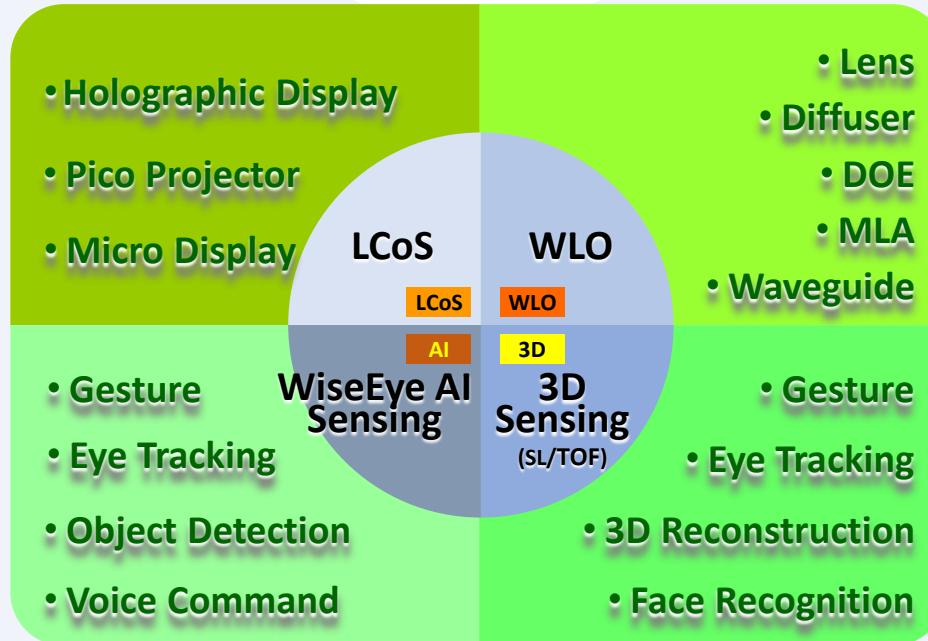 • Holographic Display
• Pico Projector
• Micro Display
• Lens
• Diffuser
• DOE
• MLA
• Waveguide
LCoS
WLO
LCoS
WLO
AI
3D
WiseEye AI
Sensing
3D
Sensing
(SL/TOF)
• Gesture
• Eye Tracking
• Object Detection
• Voice Command
• Gesture
• Eye Tracking
• 3D Reconstruction
• Face Recognition